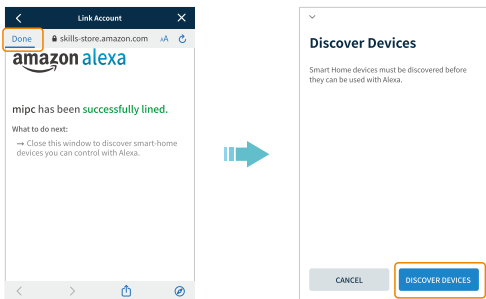 Link Account
Done
skills-store.amazon.com
AA
amazon alexa
mipc has been successfully lined.
What to do next:
→ Close this window to discover smart-home
devices you can control with Alexa.
Discover Devices
Smart Home devices must be discovered before
they can be used with Alexa.
CANCEL
DISCOVER DEVICES